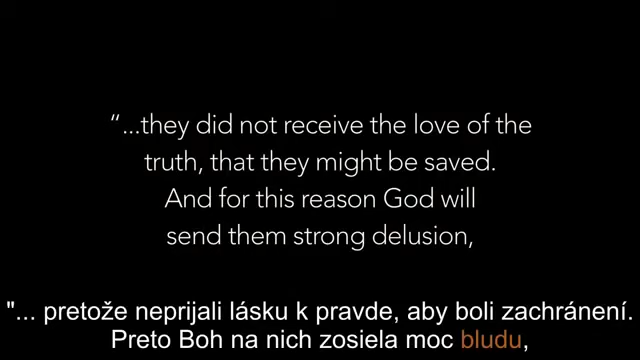 “...they did not receive the love of the
truth, that they might be saved.
And for this reason God will
send them strong delusion,
"... pretože neprijali lásku k pravde, aby boli zachránení.
Preto Boh na nich zosiela moc bludu,